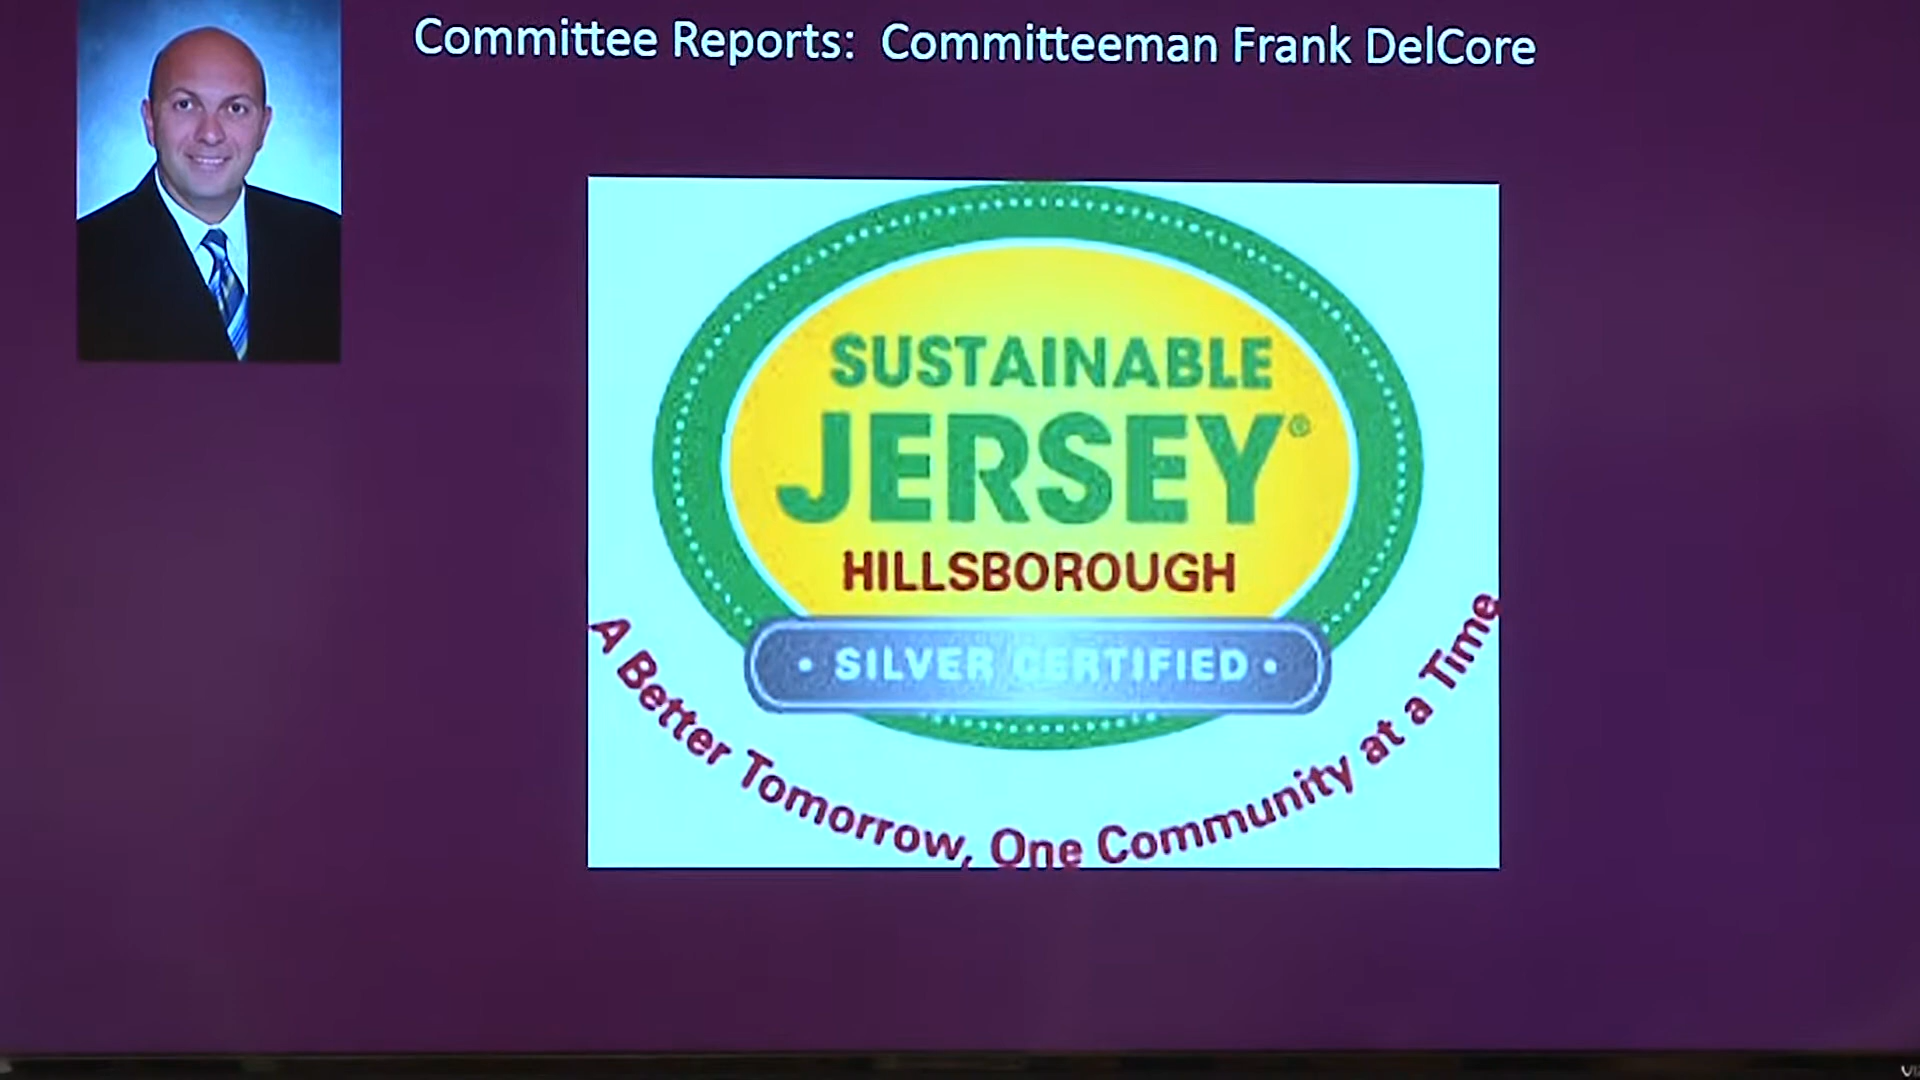 Committee Reports: Committeeman Frank DelCore
SUSTAINABLE
JERSEY®
HILLSBOROUGH
• SILVER CERTIFIED •
A Better Tomorrow, One Community at a Time